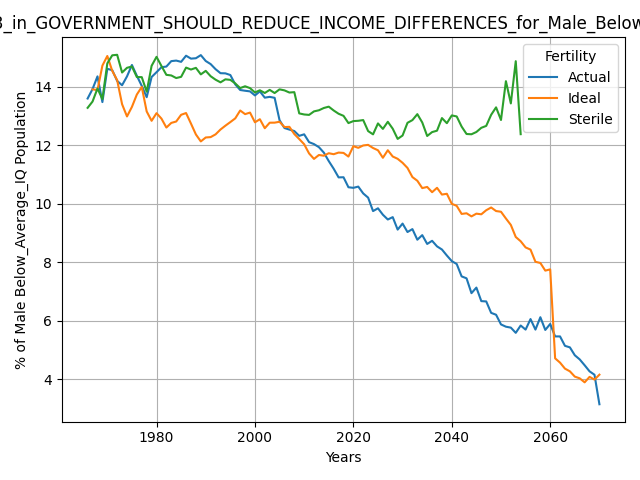 3_in_GOVERNMENT_SHOULD_REDUCE_INCOME_DIFFERENCES_for_Male_Below
Fertility
Actual
Ideal
Sterile
% of Male Below_Average_IQ Population
14
12
10
8
6
4
1980
2000
2020
2040
2060
Years